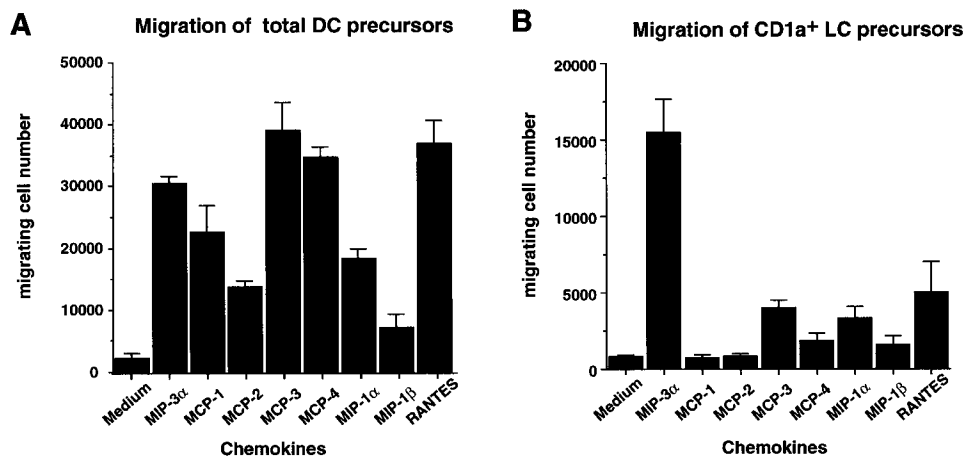 A
Migration of total DC precursors
migrating cell number
50000
40000
30000
20000
10000
0
Medium
MIP-3α
MCP-1
MCP-2
MCP-3
MCP-4
MIP-1α
MIP-1β
RANTES
Chemokines
B
Migration of CD1a+ LC precursors
migrating cell number
20000
15000
10000
5000
0
Medium
MIP-3α
MCP-1
MCP-2
MCP-3
MCP-4
MIP-1α
MIP-1β
RANTES
Chemokines